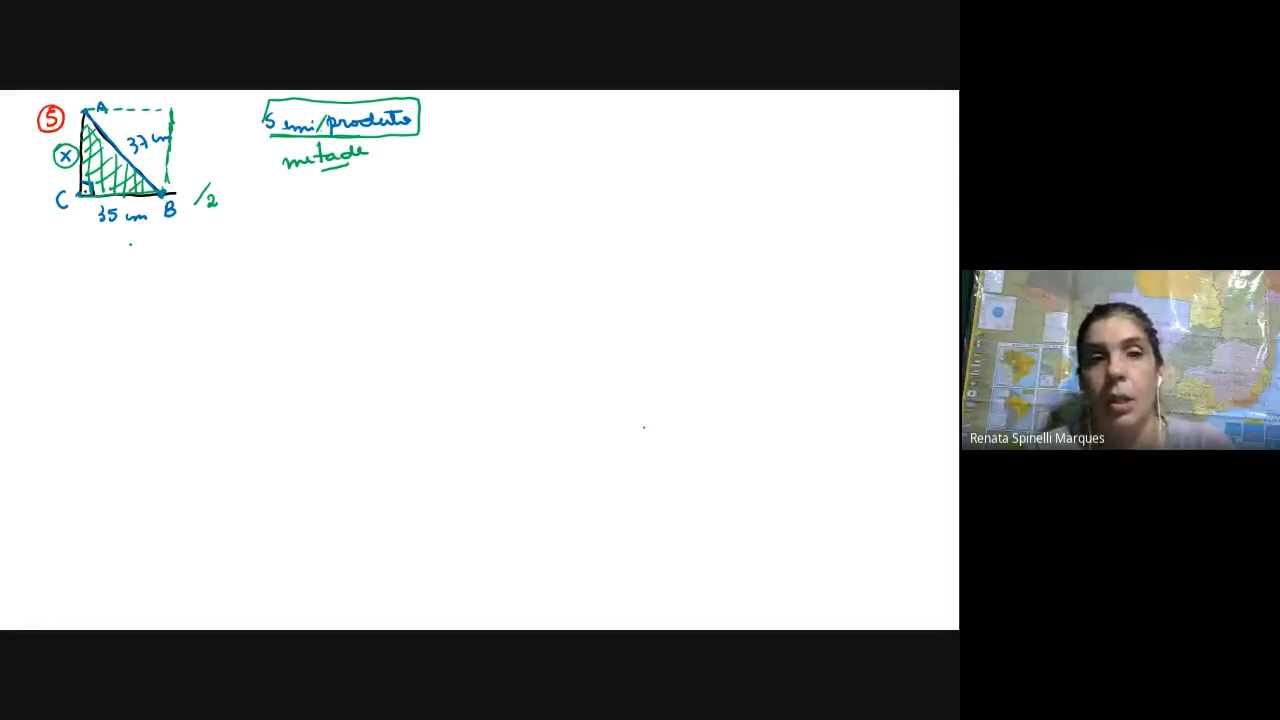 5
A
37 cm
x
C
35 cm
B
/2
Semi/produto
metade
Renata Spinelli Marques